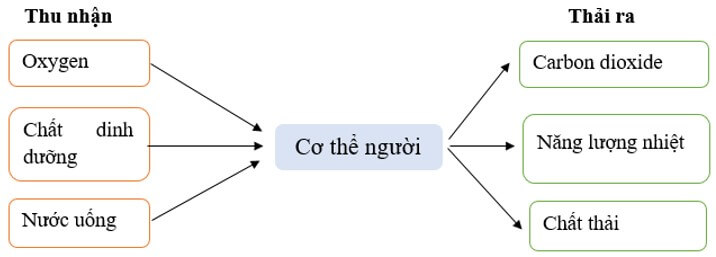 Thu nhận
Thải ra
Oxygen
Chất dinh
dưỡng
Nước uống
Cơ thể người
Carbon dioxide
Năng lượng nhiệt
Chất thải